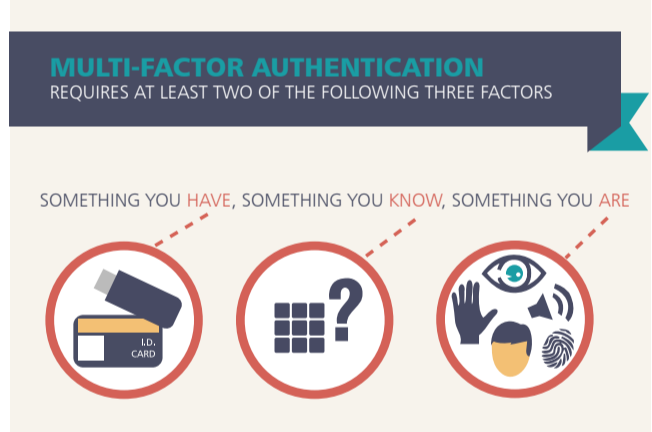 MULTI-FACTOR AUTHENTICATION
REQUIRES AT LEAST TWO OF THE FOLLOWING THREE FACTORS
SOMETHING YOU HAVE, SOMETHING YOU KNOW, SOMETHING YOU ARE
I.D.
CARD
?